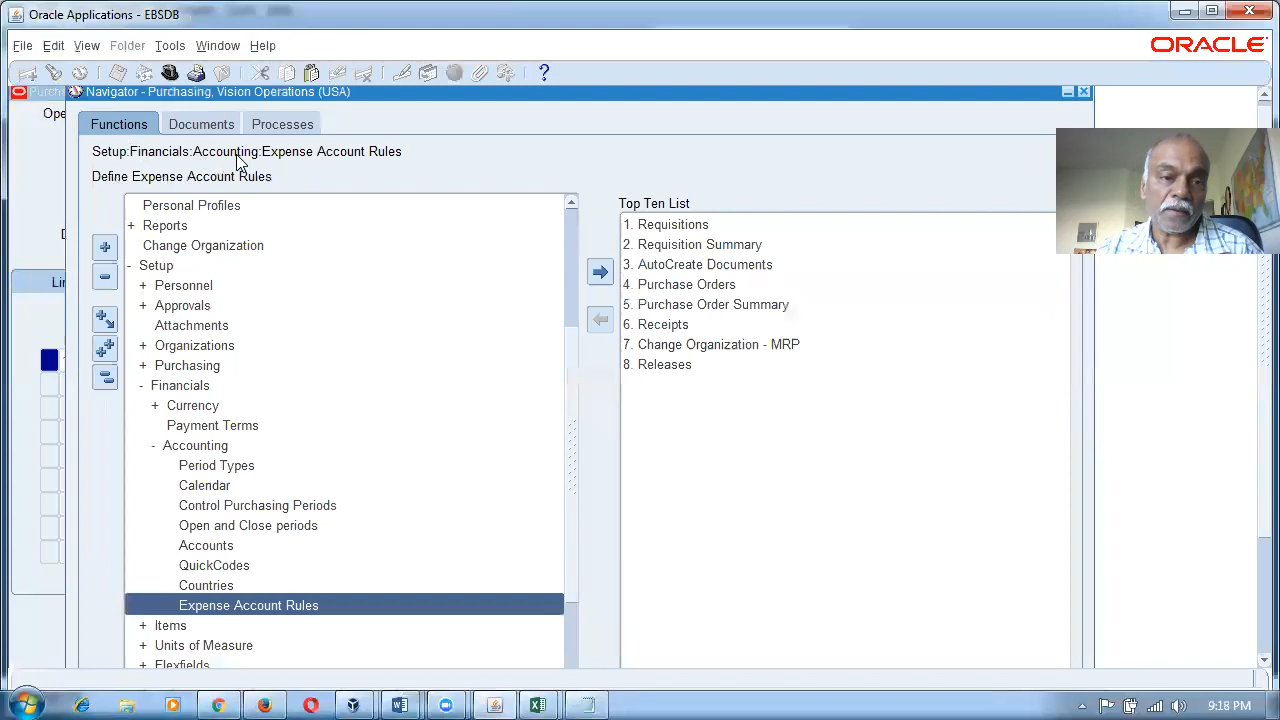 Oracle Applications - EBSDB
File Edit View Folder Tools Window Help
ORACLE
Navigator - Purchasing, Vision Operations (USA)
Functions Documents Processes
Setup:Financials:Accounting:Expense Account Rules
Define Expense Account Rules
Personal Profiles
+ Reports
Change Organization
- Setup
+ Personnel
+ Approvals
Attachments
+ Organizations
+ Purchasing
- Financials
+ Currency
Payment Terms
- Accounting
Period Types
Calendar
Control Purchasing Periods
Open and Close periods
Accounts
QuickCodes
Countries
Expense Account Rules
+ Items
+ Units of Measure
+ Flexfields
Top Ten List
1. Requisitions
2. Requisition Summary
3. AutoCreate Documents
4. Purchase Orders
5. Purchase Order Summary
6. Receipts
7. Change Organization - MRP
8. Releases
9:18 PM